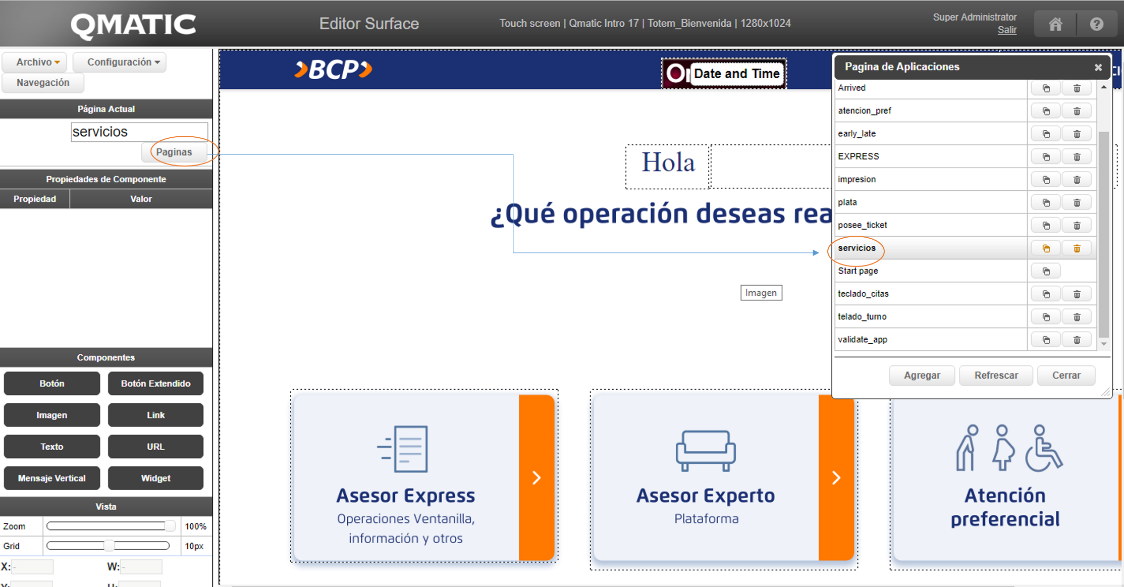 QMATIC
Editor Surface
Touch screen | Qmatic Intro 17 | Totem_Bienvenida | 1280x1024
Super Administrator
Salir
Archivo
Configuración
Navegación
Página Actual
servicios
Paginas
Propiedades de Componente
Propiedad Valor
Componentes
Botón Botón Extendido
Imagen Link
Texto URL
Mensaje Vertical Widget
Vista
Zoom 100%
Grid 10px
X: - W: -
BCP
Date and Time
Hola
¿Qué operación deseas rea
Imagen
Asesor Express
Operaciones Ventanilla,
información y otros
Asesor Experto
Plataforma
Atención
preferencial
Pagina de Aplicaciones
Arrived
atencion_pref
early_late
EXPRESS
impresion
plata
posee_ticket
servicios
Start page
teclado_citas
telado_turno
validate_app
Agregar Refrescar Cerrar